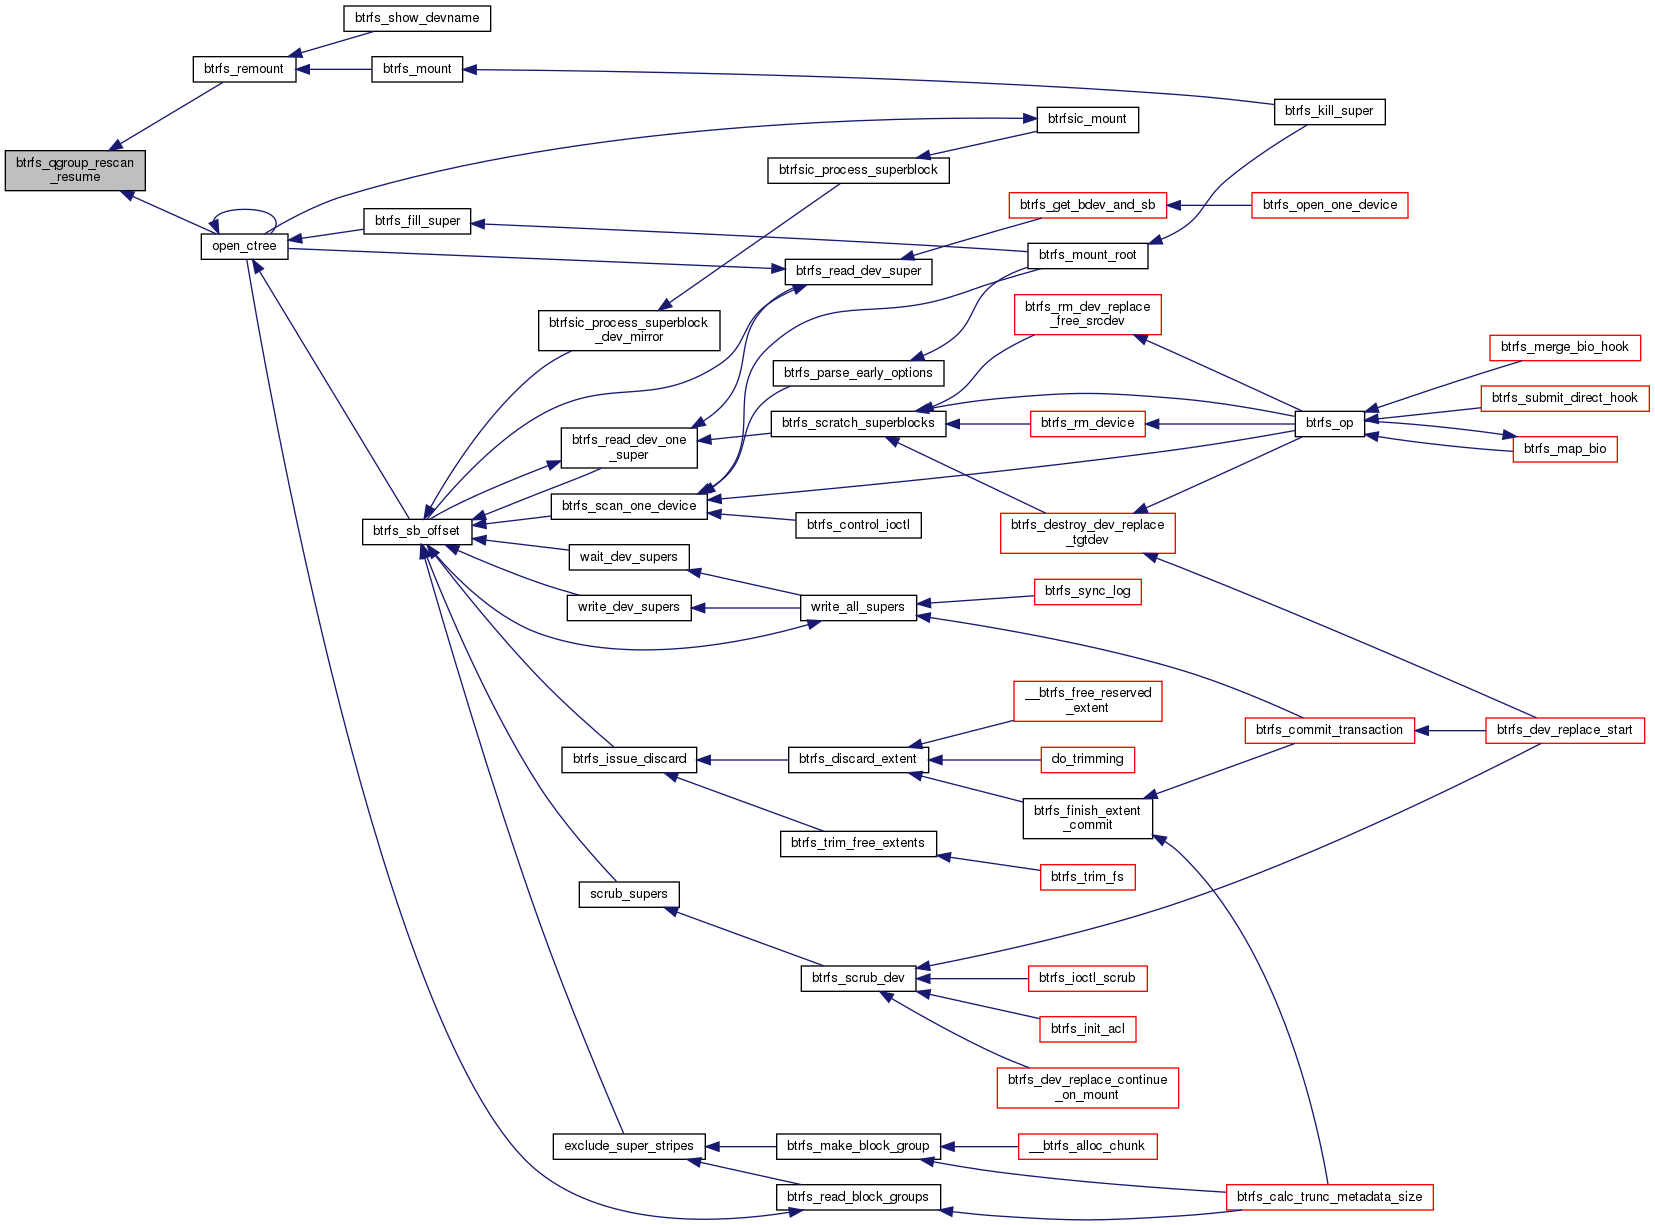 btrfs_show_devname
btrfs_remount
btrfs_mount
btrfs_kill_super
btrfsic_mount
btrfs_qgroup_rescan
_resume
btrfsic_process_superblock
btrfs_get_bdev_and_sb
btrfs_open_one_device
btrfs_fill_super
open_ctree
btrfs_mount_root
btrfs_read_dev_super
btrfs_rm_dev_replace
_free_srcdev
btrfsic_process_superblock
_dev_mirror
btrfs_merge_bio_hook
btrfs_parse_early_options
btrfs_submit_direct_hook
btrfs_scratch_superblocks
btrfs_rm_device
btrfs_op
btrfs_read_dev_one
_super
btrfs_map_bio
btrfs_scan_one_device
btrfs_control_ioctl
btrfs_sb_offset
btrfs_destroy_dev_replace
_tgtdev
wait_dev_supers
btrfs_sync_log
write_dev_supers
write_all_supers
__btrfs_free_reserved
_extent
btrfs_commit_transaction
btrfs_dev_replace_start
btrfs_issue_discard
btrfs_discard_extent
do_trimming
btrfs_finish_extent
_commit
btrfs_trim_free_extents
btrfs_trim_fs
scrub_supers
btrfs_scrub_dev
btrfs_ioctl_scrub
btrfs_init_acl
btrfs_dev_replace_continue
_on_mount
exclude_super_stripes
btrfs_make_block_group
__btrfs_alloc_chunk
btrfs_read_block_groups
btrfs_calc_trunc_metadata_size